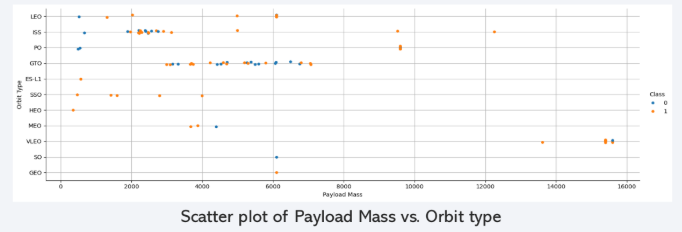 LEO
ISS
PO
GTO
ES-L1
SSO
HEO
MEO
VLEO
SO
GEO
Orbit Type
0
2000
4000
6000
8000
10000
12000
14000
16000
Payload Mass
Class
0
1
Scatter plot of Payload Mass vs. Orbit type